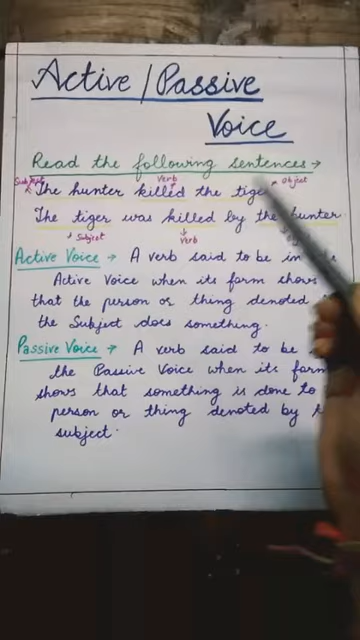 Active/Passive
Voice
Read the following sentences →
Subject Verb Object
The hunter killed the tiger
The tiger was killed by the hunter.
Subject Verb
Active Voice → A verb said to be in
Active Voice when its form shows
that the person or thing denoted
the Subject does something.
Passive Voice → A verb said to be
the Passive Voice when its form
shows that something is done to
person or thing denoted by
subject.